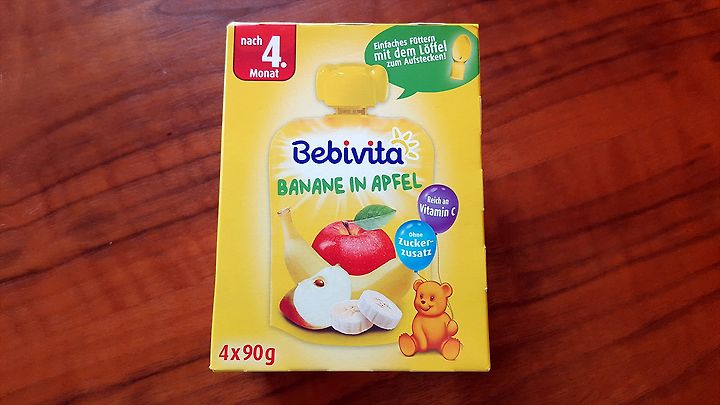 nach
4.
Monat
Einfaches Füttern
mit dem Löffel
zum Aufstecken!
Bebivita
BANANE IN APFEL
Reich an
Vitamin C
Ohne
Zucker-
zusatz
4x90g